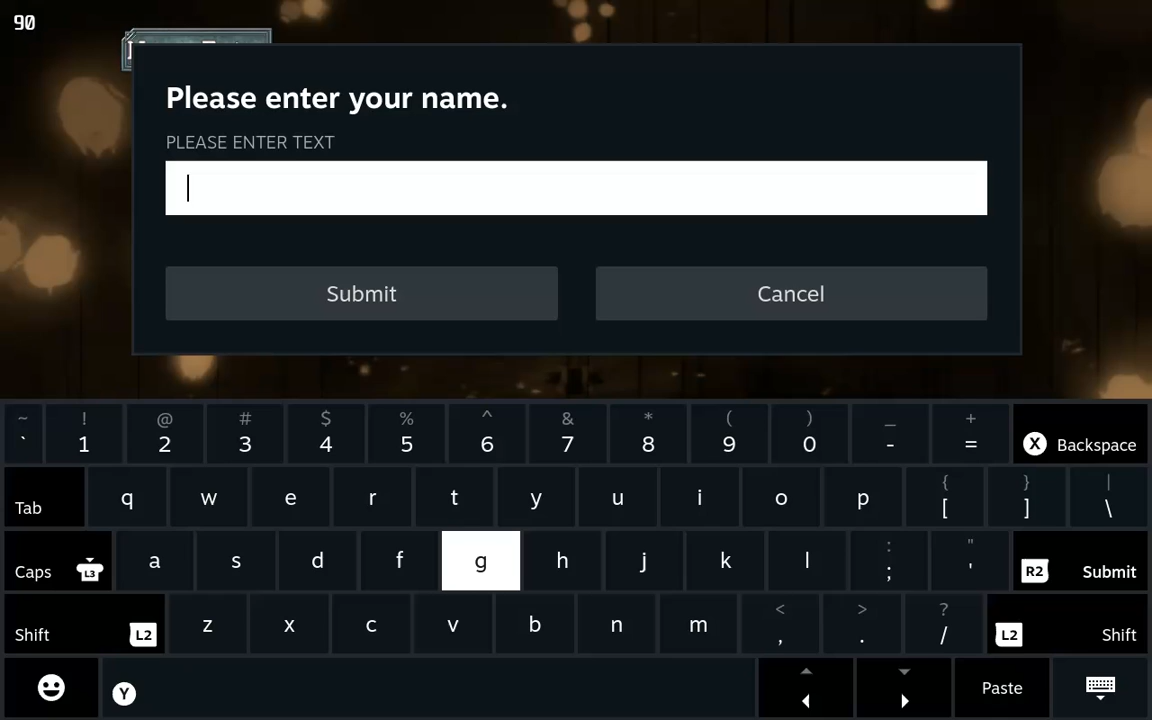 90
Please enter your name.
PLEASE ENTER TEXT
Submit Cancel
~ ! @ # $ % ^ & * ( ) _ +
` 1 2 3 4 5 6 7 8 9 0 - = X Backspace
{ } |
Tab q w e r t y u i o p [ ] \
: "
Caps L3 a s d f g h j k l ; ' R2 Submit
< > ?
Shift L2 z x c v b n m , . / L2 Shift
Y Paste